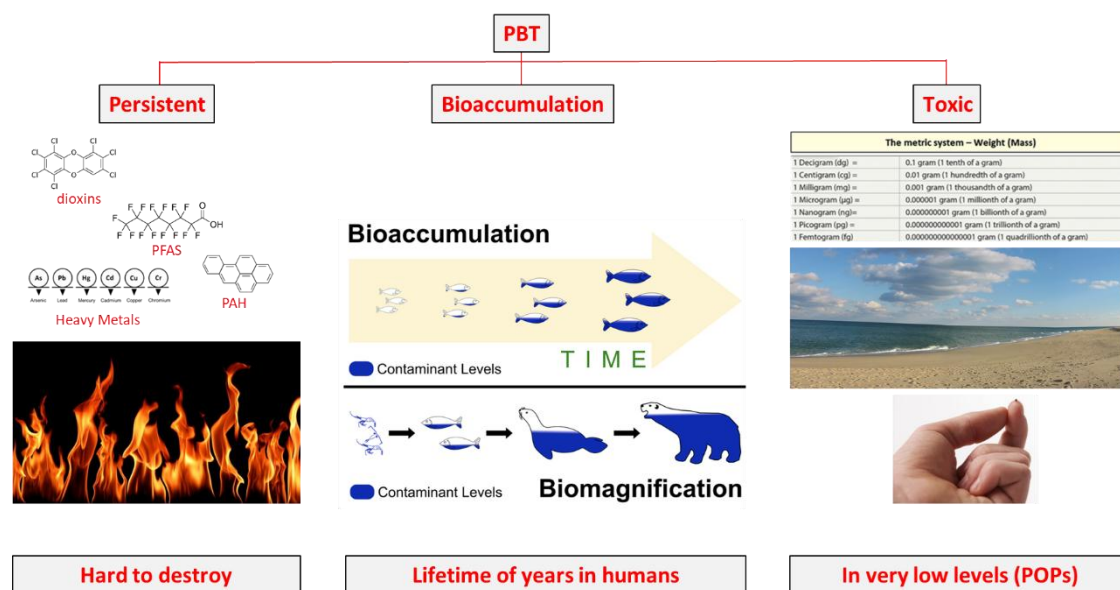 PBT
Persistent
Bioaccumulation
Toxic
Cl
Cl
Cl
Cl
Cl
Cl
Cl
O
O
dioxins
F F F F F F O
F
OH
F
F F F F F F F
PFAS
As Pb Hg Cd Cu Cr
Arsenic Lead Mercury Cadmium Copper Chromium
Heavy Metals
PAH
Bioaccumulation
TIME
Contaminant Levels
Contaminant Levels
Biomagnification
The metric system – Weight (Mass)
1 Decigram (dg) = 0.1 gram (1 tenth of a gram)
1 Centigram (cg) = 0.01 gram (1 hundredth of a gram)
1 Milligram (mg) = 0.001 gram (1 thousandth of a gram)
1 Microgram (µg) = 0.000001 gram (1 millionth of a gram)
1 Nanogram (ng)= 0.000000001 gram (1 billionth of a gram)
1 Picogram (pg) = 0.000000000001 gram (1 trillionth of a gram)
1 Femtogram (fg) 0.000000000000001 gram (1 quadrillionth of a gram)
Hard to destroy
Lifetime of years in humans
In very low levels (POPs)